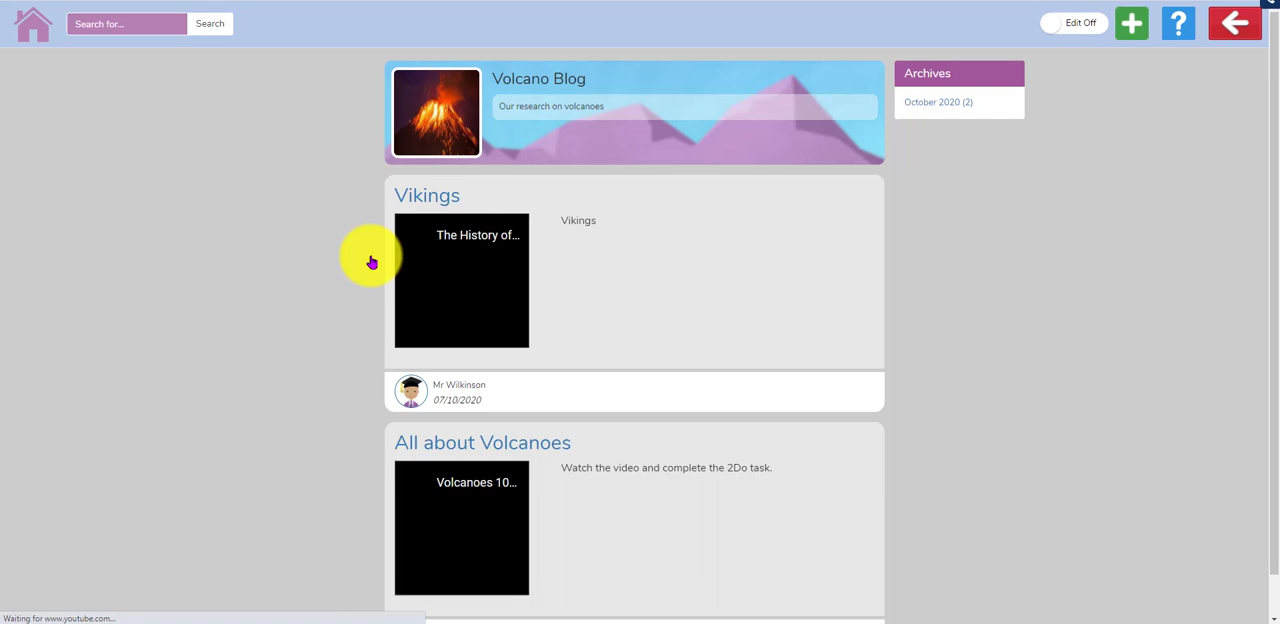 Search for...
Search
Edit Off
?
Volcano Blog
Our research on volcanoes
Archives
October 2020 (2)
Vikings
The History of...
Vikings
Mr Wilkinson
07/10/2020
All about Volcanoes
Volcanoes 10...
Watch the video and complete the 2Do task.
Waiting for www.youtube.com...